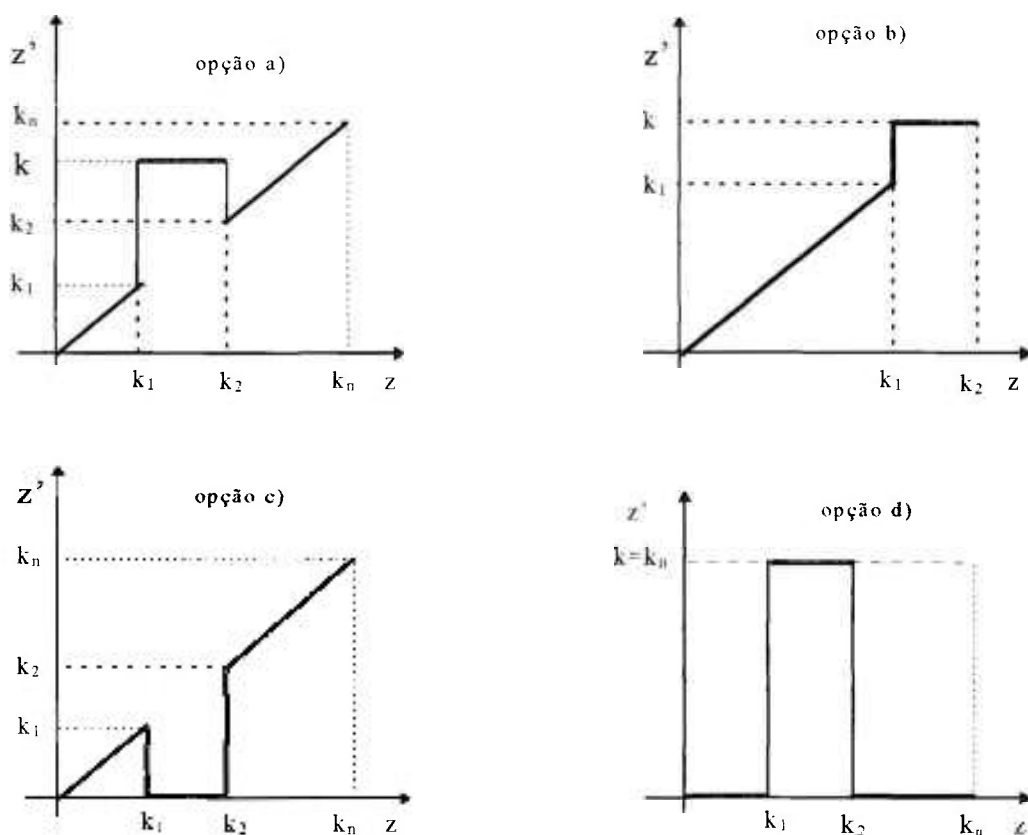 z'
opção a)
kₙ
k
k₂
k₁
k₁ k₂ kₙ z
z'
opção b)
k
k₁
k₁ k₂ z
z'
opção c)
kₙ
k₂
k₁
k₁ k₂ kₙ z
z'
opção d)
k=kₙ
k₁ k₂ kₙ z